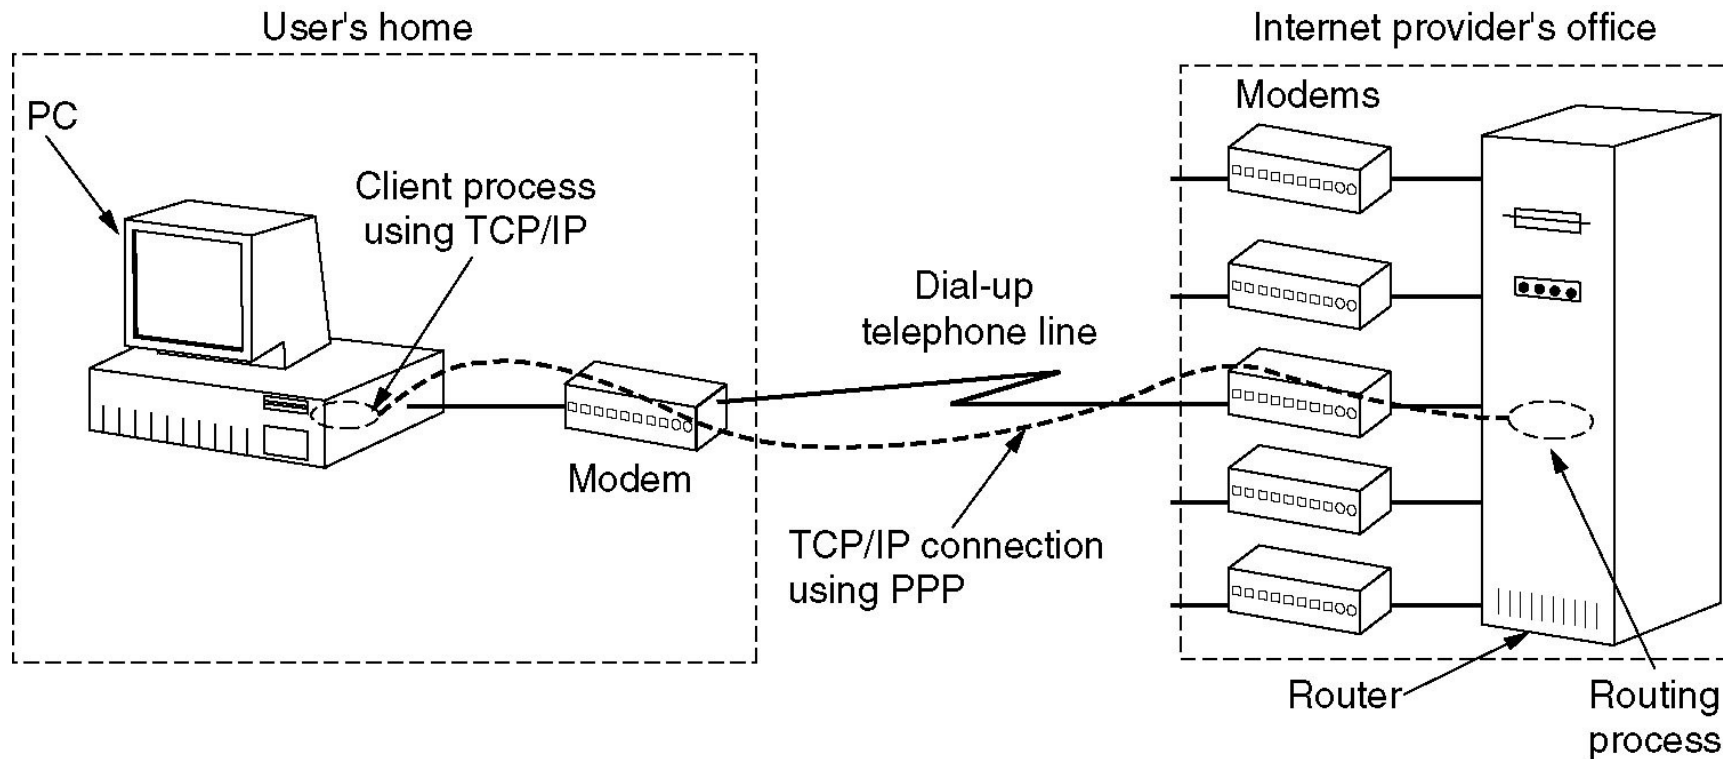 User's home
Internet provider's office
PC
Client process
using TCP/IP
Modem
Dial-up
telephone line
TCP/IP connection
using PPP
Modems
Router
Routing
process